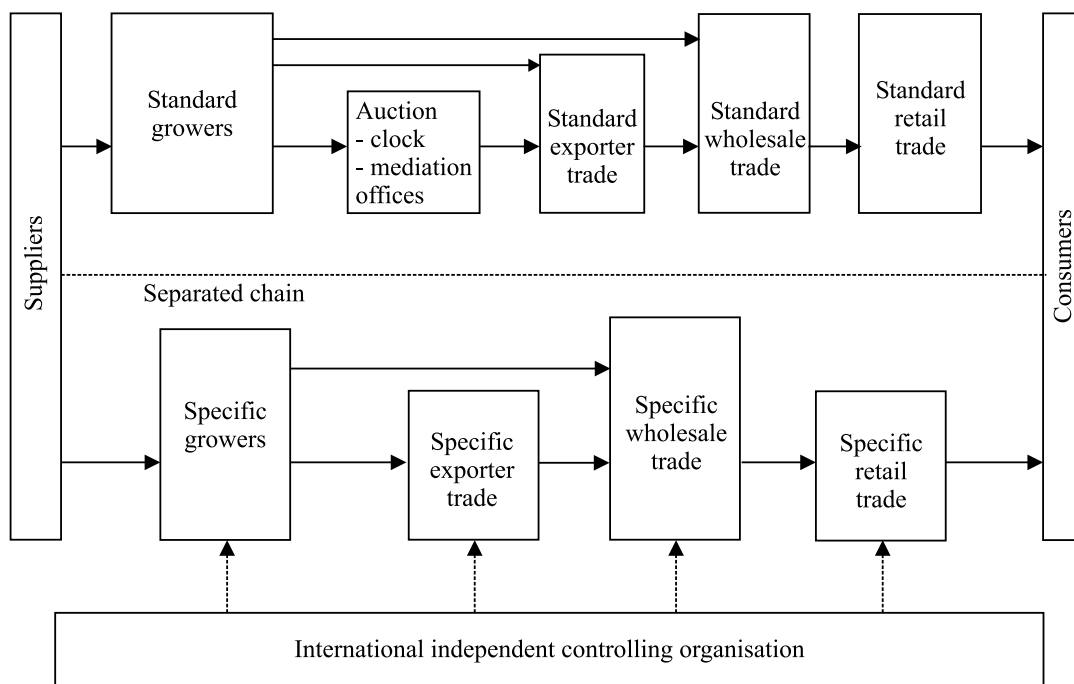 Suppliers
Standard
growers
Auction
- clock
- mediation
offices
Standard
exporter
trade
Standard
wholesale
trade
Standard
retail
trade
Consumers
Separated chain
Specific
growers
Specific
exporter
trade
Specific
wholesale
trade
Specific
retail
trade
International independent controlling organisation